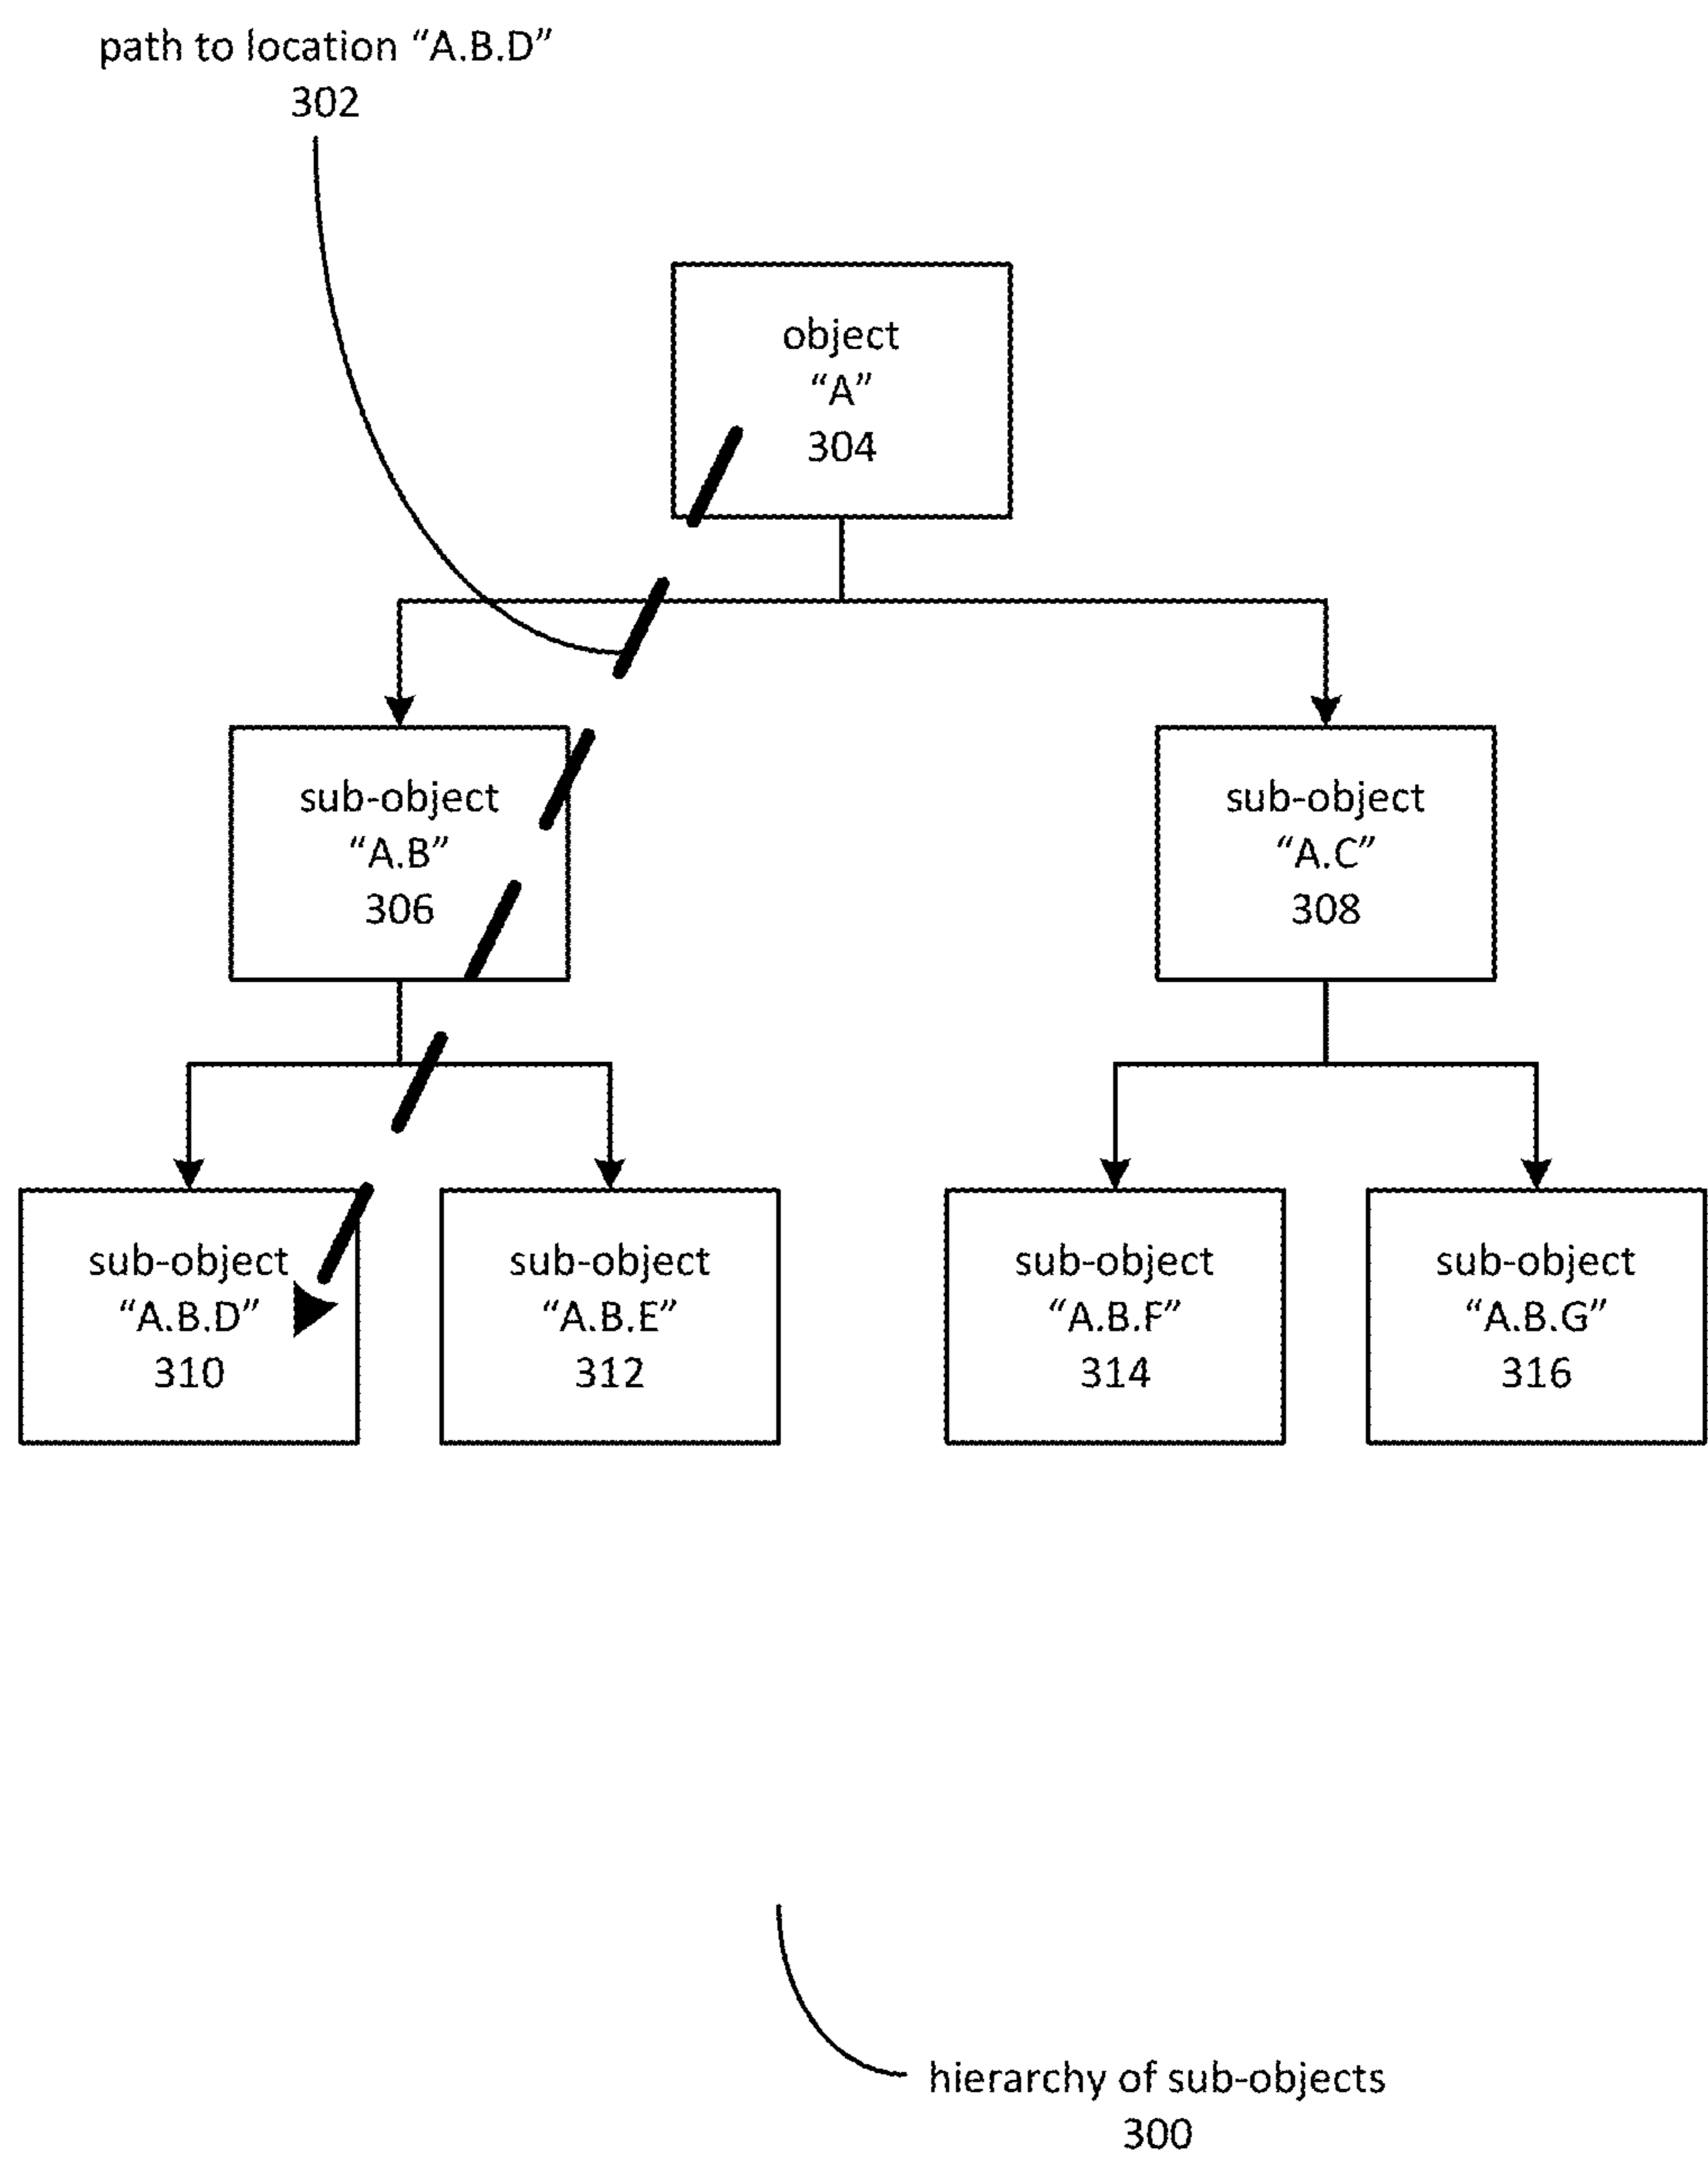 path to location “A.B.D”
302
object
“A”
304
sub-object
“A.B”
306
sub-object
“A.C”
308
sub-object
“A.B.D”
310
sub-object
“A.B.E”
312
sub-object
“A.B.F”
314
sub-object
“A.B.G”
316
hierarchy of sub-objects
300